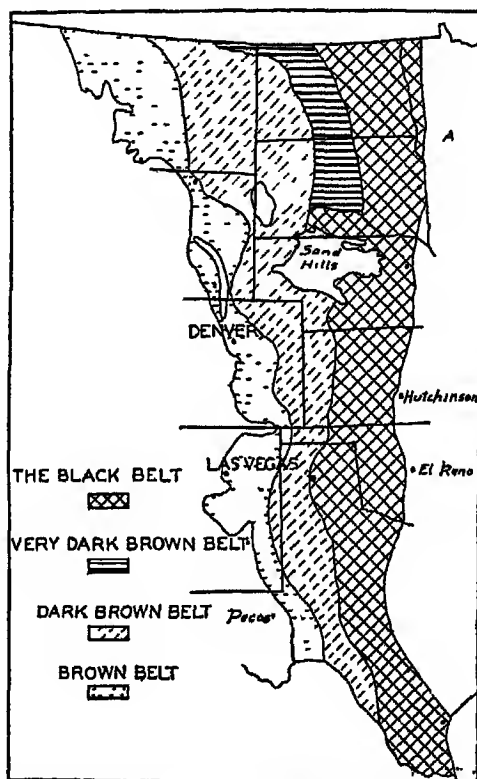 A
Sand
Hills
DENVER
Hutchinson
LAS VEGAS
El Reno
THE BLACK BELT
VERY DARK BROWN BELT
DARK BROWN BELT
Pecos
BROWN BELT